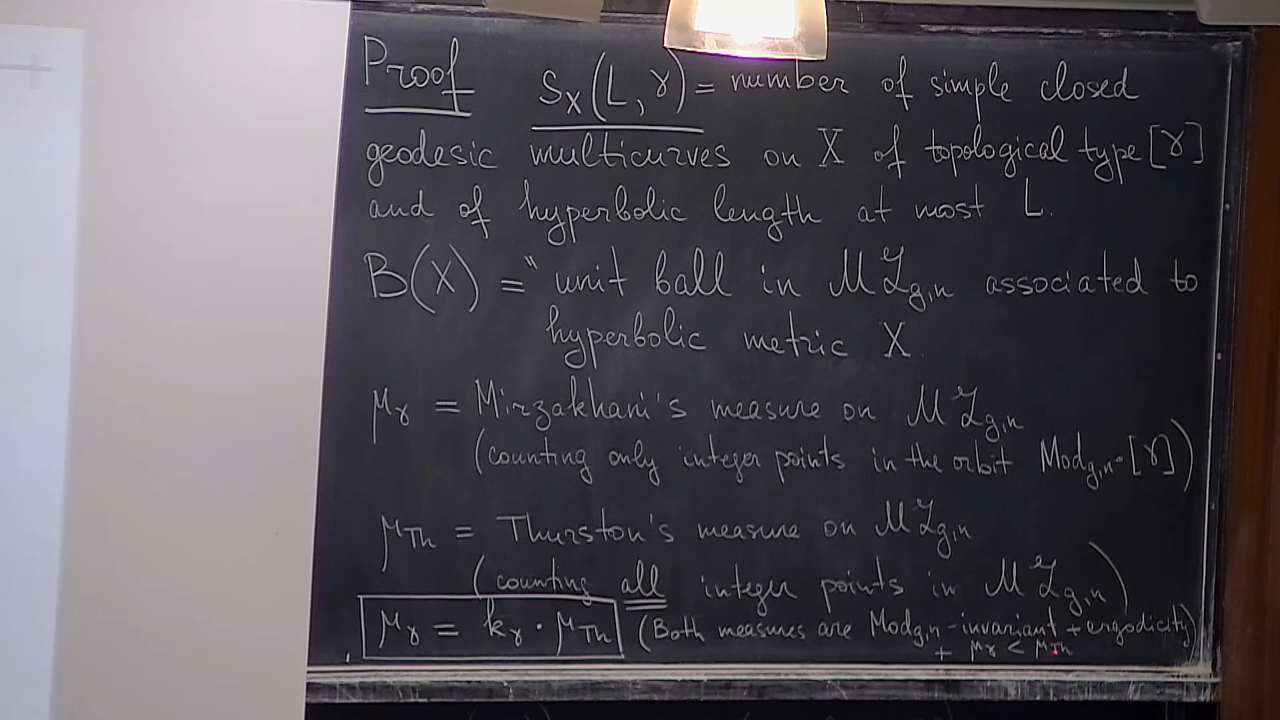 Proof S_X(L, γ) = number of simple closed
geodesic multicurves on X of topological type [γ]
and of hyperbolic length at most L.
B(X) = "unit ball in ℳℒ_{g,n} associated to
hyperbolic metric X.
μ_γ = Mirzakhani's measure on ℳℒ_{g,n}
(counting only integer points in the orbit Mod_{g,n}·[γ])
μ_Th = Thurston's measure on ℳℒ_{g,n}
(counting all integer points in ℳℒ_{g,n})
μ_γ = k_γ · μ_Th (Both measures are Mod_{g,n}-invariant + ergodicity)
+ μ_γ < μ_Th